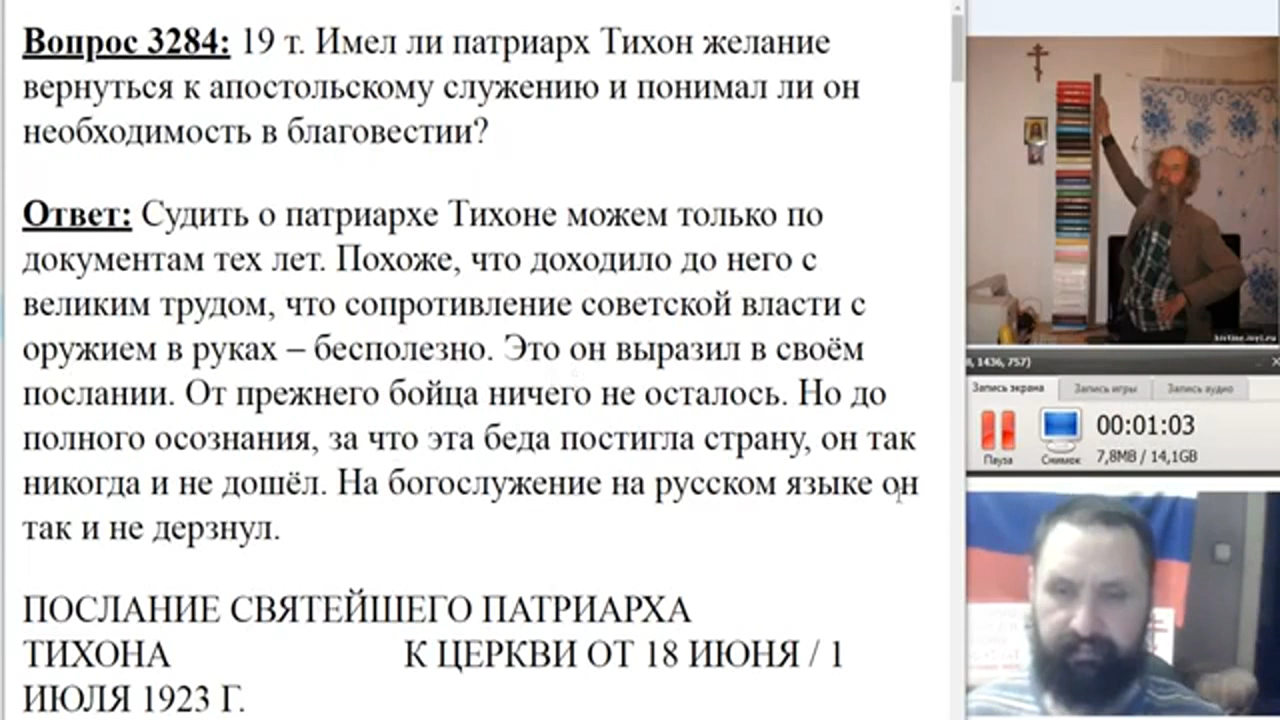 Вопрос 3284: 19 т. Имел ли патриарх Тихон желание
вернуться к апостольскому служению и понимал ли он
необходимость в благовестии?
Ответ: Судить о патриархе Тихоне можем только по
документам тех лет. Похоже, что доходило до него с
великим трудом, что сопротивление советской власти с
оружием в руках – бесполезно. Это он выразил в своём
послании. От прежнего бойца ничего не осталось. Но до
полного осознания, за что эта беда постигла страну, он так
никогда и не дошёл. На богослужение на русском языке он
так и не дерзнул.
ПОСЛАНИЕ СВЯТЕЙШЕГО ПАТРИАРХА
ТИХОНА К ЦЕРКВИ ОТ 18 ИЮНЯ / 1
ИЮЛЯ 1923 Г.
, 1436, 757)
Запись экрана Запись игры Запись аудио
00:01:03
Пауза Снимок 7,8MB / 14,1GB